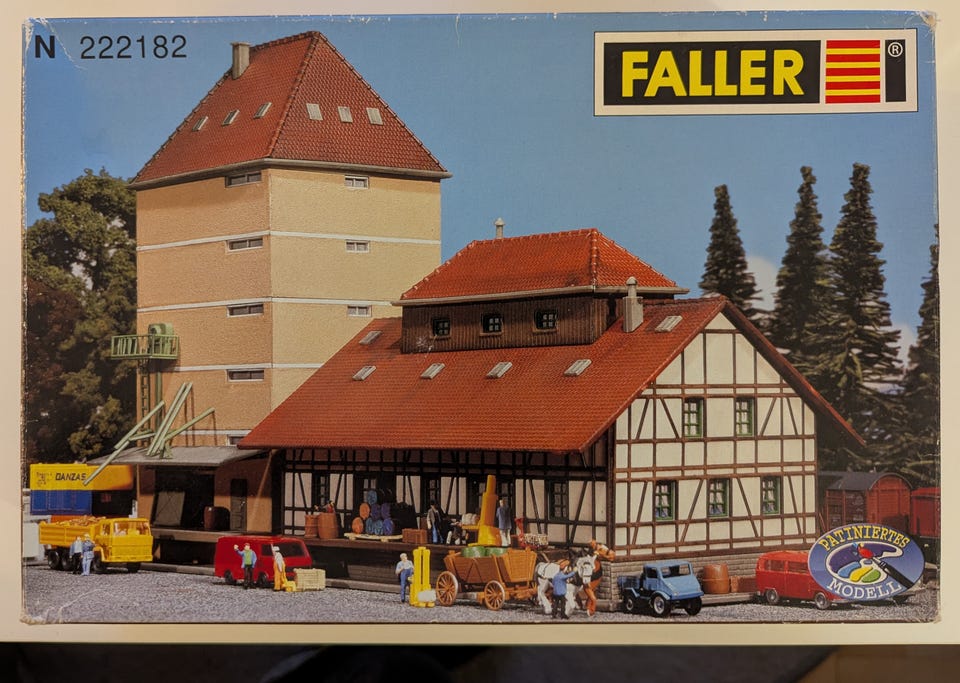 N 222182
FALLER ®
DANZAS
PATINIERTES
MODELL